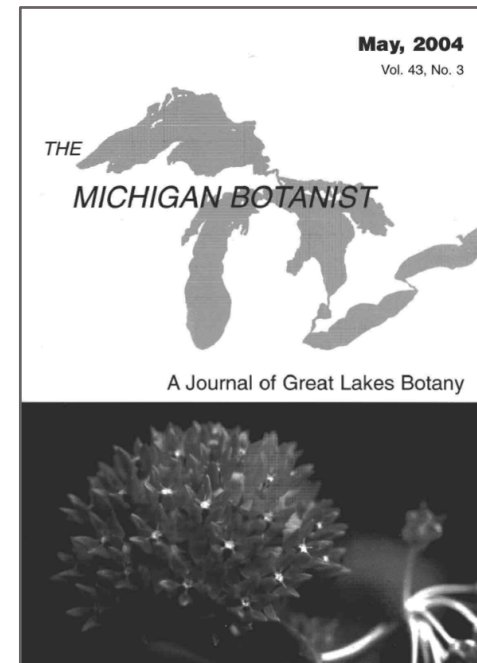 May, 2004
Vol. 43, No. 3
THE
MICHIGAN BOTANIST
A Journal of Great Lakes Botany